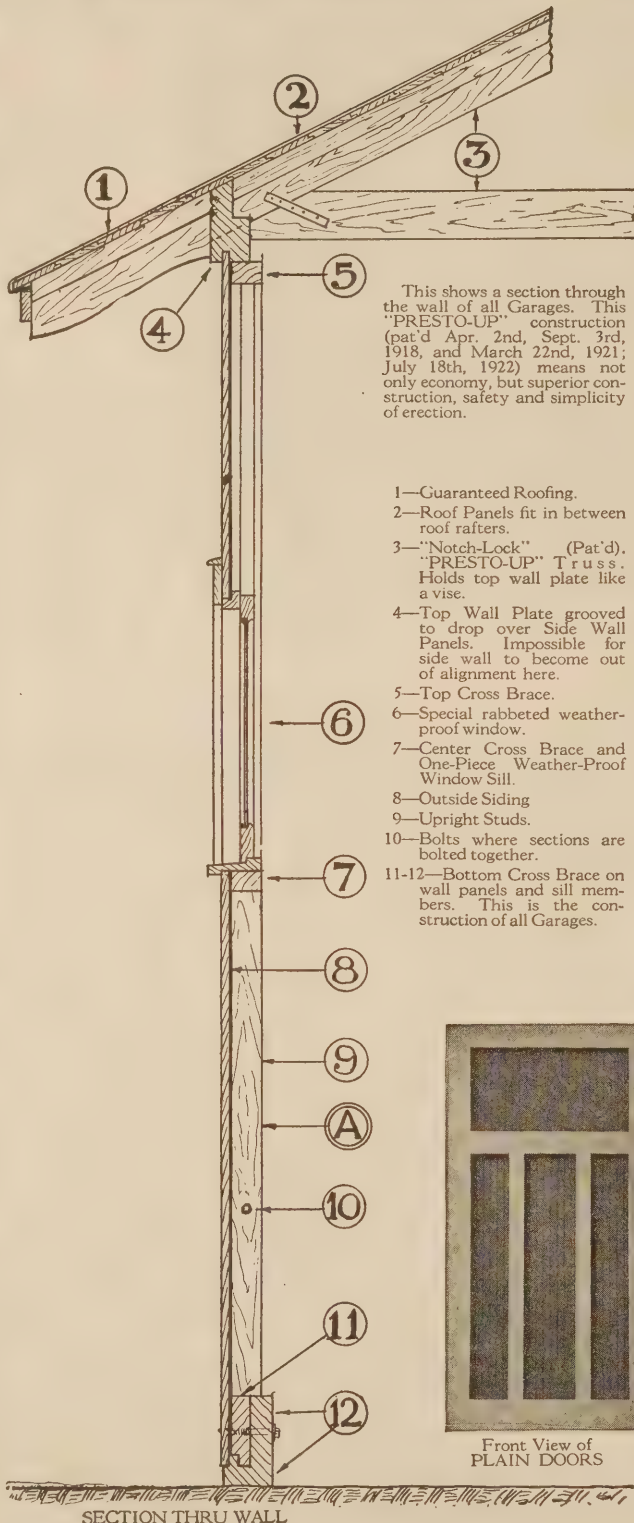 1
2
3
4
5
This shows a section through
the wall of all Garages. This
"PRESTO-UP" construction
(pat'd Apr. 2nd, Sept. 3rd,
1918, and March 22nd, 1921;
July 18th, 1922) means not
only economy, but superior con-
struction, safety and simplicity
of erection.
1—Guaranteed Roofing.
2—Roof Panels fit in between
roof rafters.
3—"Notch-Lock" (Pat'd).
"PRESTO-UP" Truss.
Holds top wall plate like
a vise.
4—Top Wall Plate grooved
to drop over Side Wall
Panels. Impossible for
side wall to become out
of alignment here.
5—Top Cross Brace.
6—Special rabbeted weather-
proof window.
7—Center Cross Brace and
One-Piece Weather-Proof
Window Sill.
8—Outside Siding
9—Upright Studs.
10—Bolts where sections are
bolted together.
11-12—Bottom Cross Brace on
wall panels and sill mem-
bers. This is the con-
struction of all Garages.
6
7
8
9
A
10
11
12
Front View of
PLAIN DOORS
SECTION THRU WALL